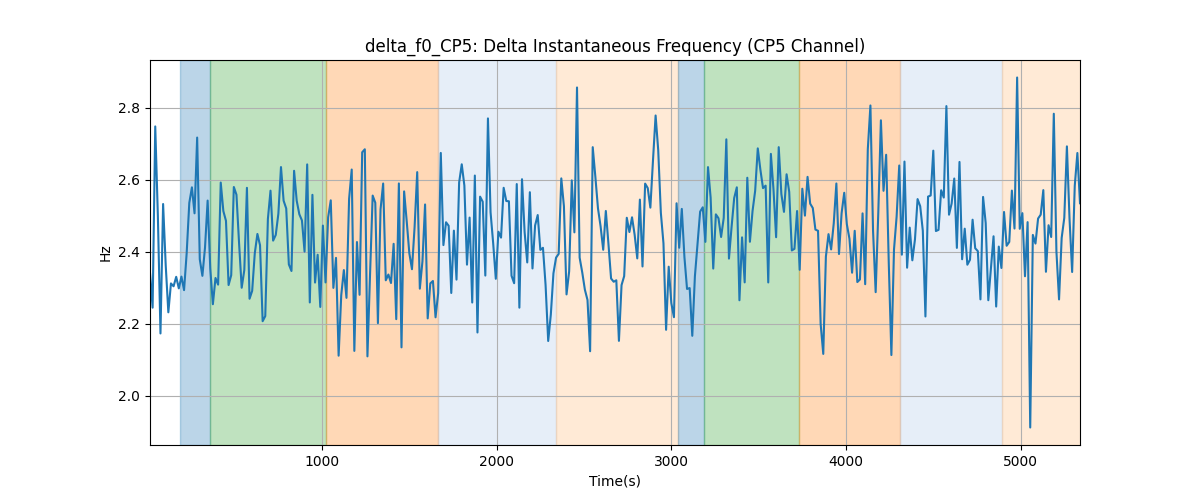 delta_f0_CP5: Delta Instantaneous Frequency (CP5 Channel)
Hz
2.8
2.6
2.4
2.2
2.0
1000 2000 3000 4000 5000
Time(s)